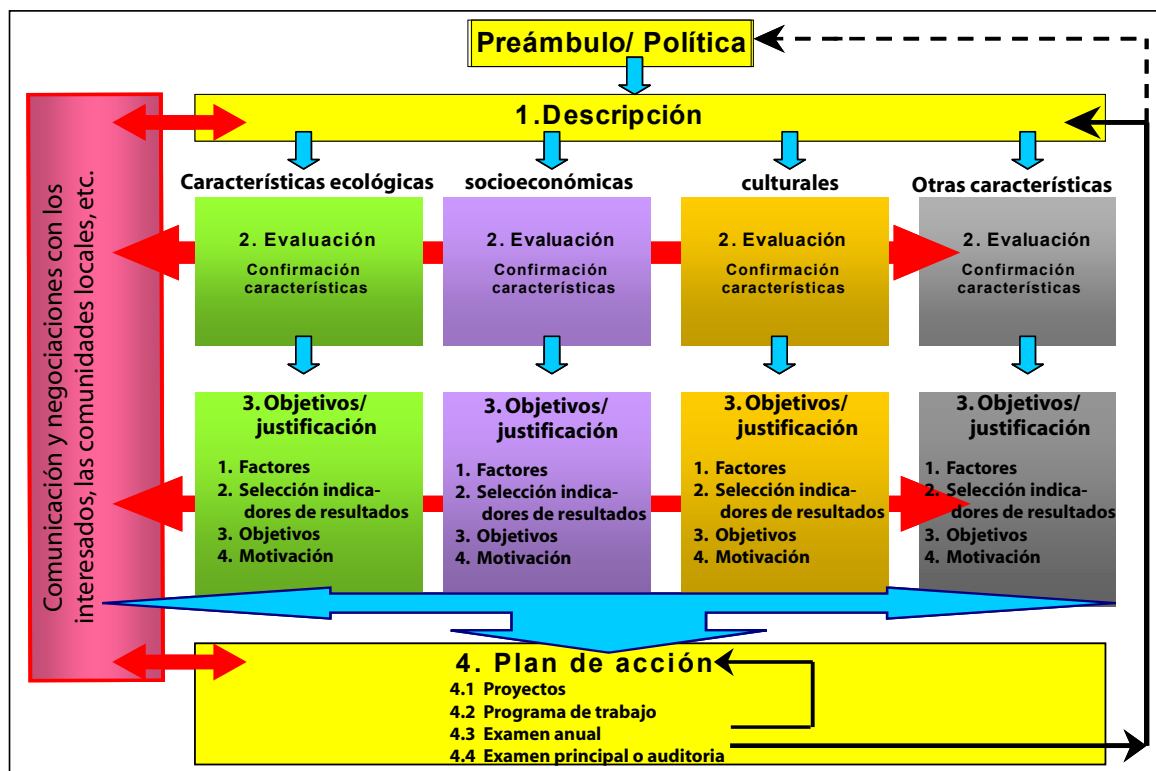 Preámbulo/ Política
1.Descripción
Comunicación y negociaciones con los
interesados, las comunidades locales, etc.
Características ecológicas
socioeconómicas
culturales
Otras características
2. Evaluación
Confirmación
características
2. Evaluación
Confirmación
características
2. Evaluación
Confirmación
características
2. Evaluación
Confirmación
características
3. Objetivos/
justificación
1. Factores
2. Selección indica-
dores de resultados
3. Objetivos
4. Motivación
3. Objetivos/
justificación
1. Factores
2. Selección indica-
dores de resultados
3. Objetivos
4. Motivación
3. Objetivos/
justificación
1. Factores
2. Selección indica-
dores de resultados
3. Objetivos
4. Motivación
3. Objetivos/
justificación
1. Factores
2. Selección indica-
dores de resultados
3. Objetivos
4. Motivación
4. Plan de acción
4.1 Proyectos
4.2 Programa de trabajo
4.3 Examen anual
4.4 Examen principal o auditoria